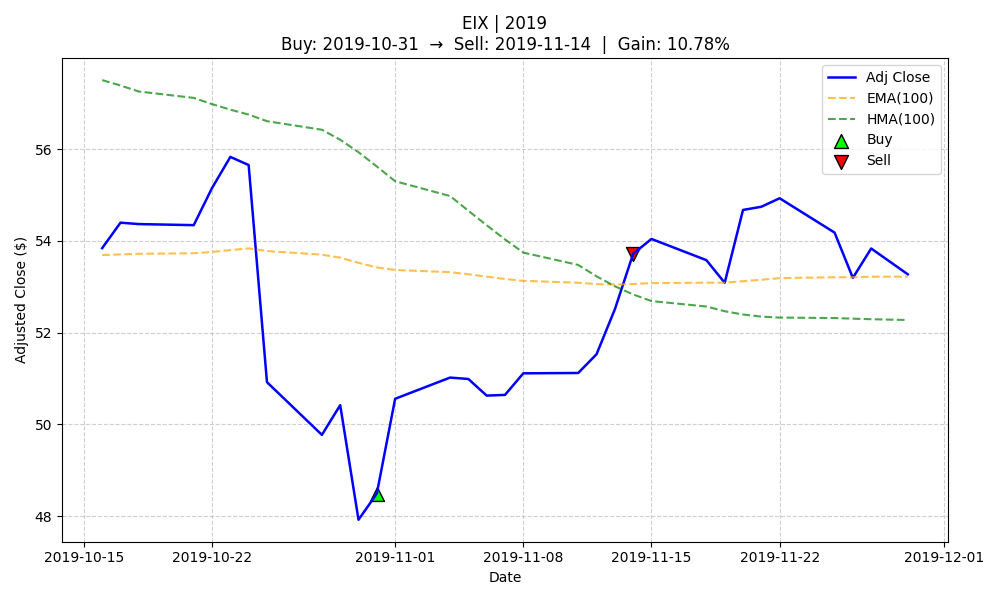 EIX | 2019
Buy: 2019-10-31 → Sell: 2019-11-14 | Gain: 10.78%
Adj Close
EMA(100)
HMA(100)
Buy
Sell
Adjusted Close ($)
56
54
52
50
48
2019-10-15
2019-10-22
2019-11-01
2019-11-08
2019-11-15
2019-11-22
2019-12-01
Date